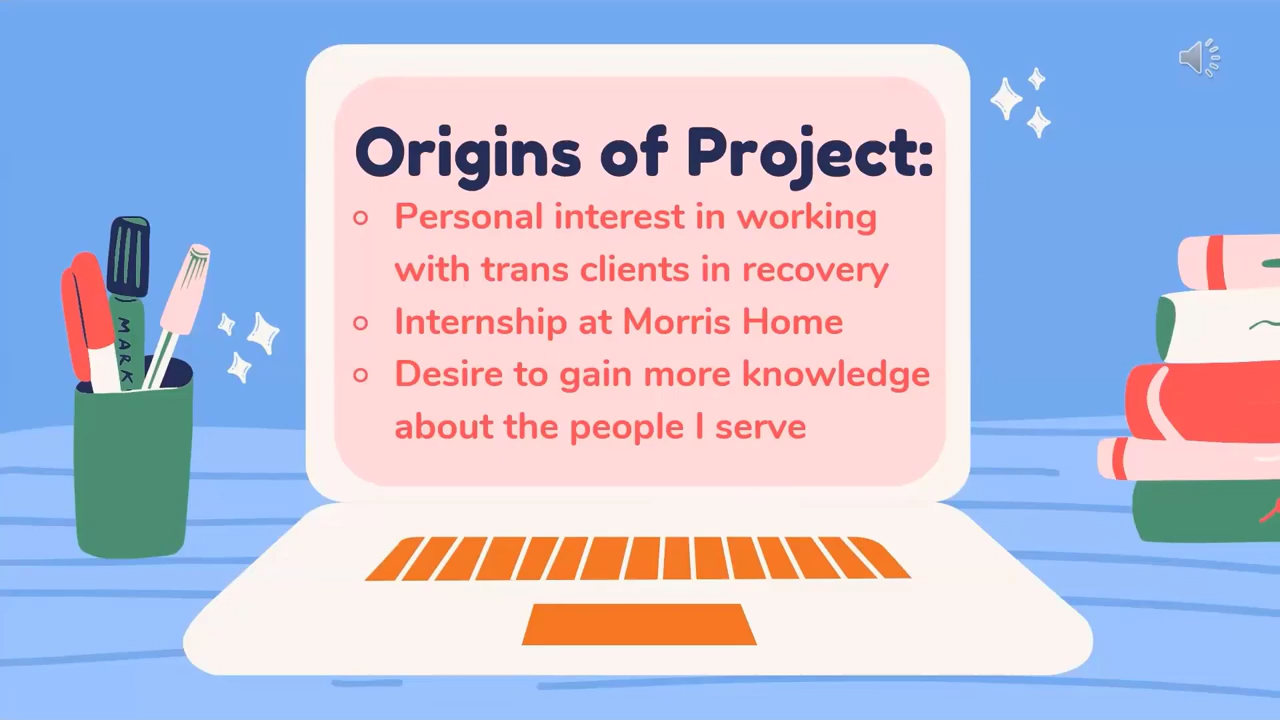 Origins of Project:
Personal interest in working
with trans clients in recovery
Internship at Morris Home
Desire to gain more knowledge
about the people I serve
MARK